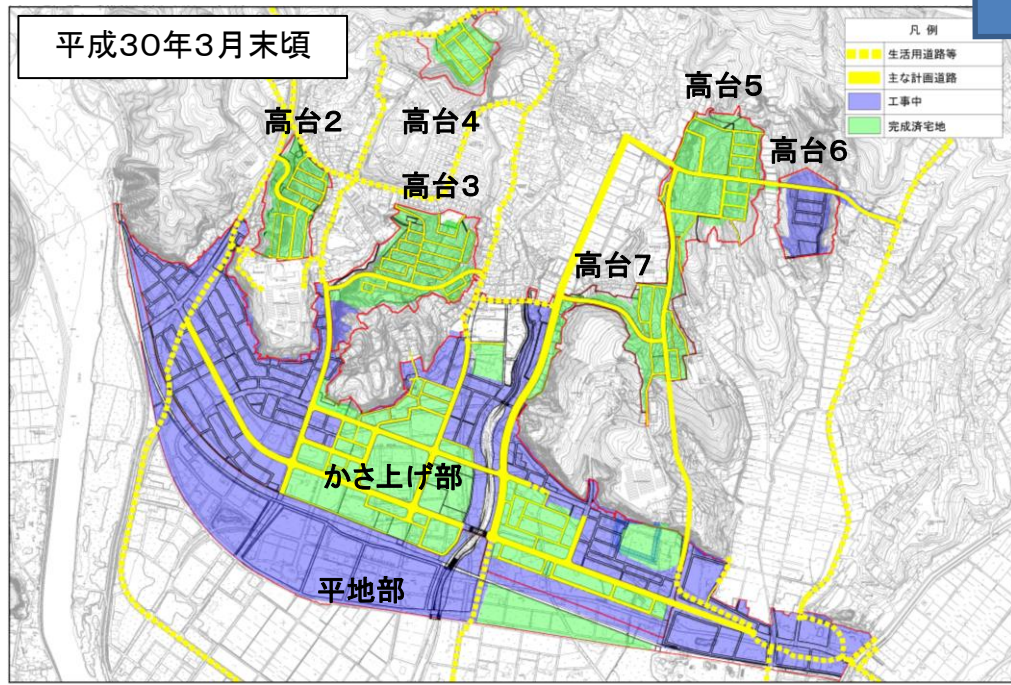 平成30年3月末頃
凡 例
生活用道路等
主な計画道路
工事中
完成済宅地
高台5
高台2
高台4
高台6
高台3
高台7
かさ上げ部
平地部